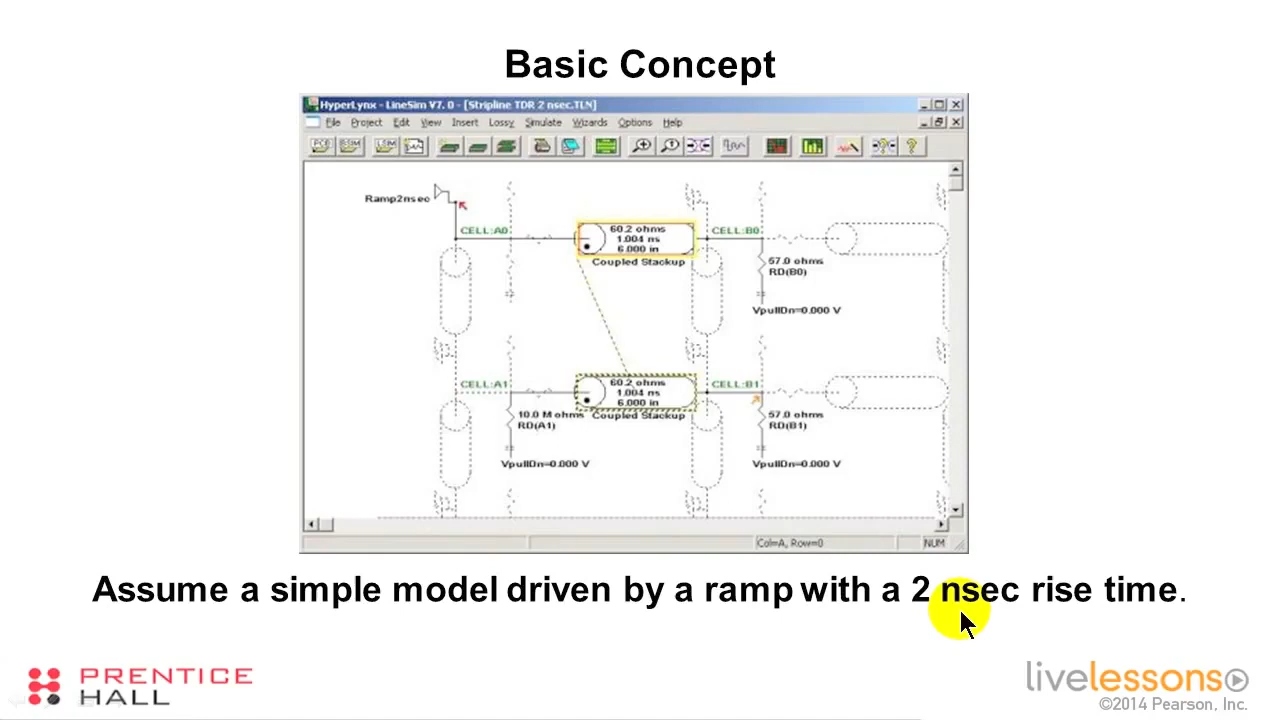 Basic Concept
HyperLynx - LineSim V7.0 - [Stripline TDR 2 nsec.TLN]
File Project Edit View Insert Lossy Simulate Wizards Options Help
Ramp2nsec
CELL:A0
60.2 ohms
1.004 ns
6.000 in
Coupled Stackup
CELL:B0
57.0 ohms
RD(B0)
VpullDn=0.000 V
CELL:A1
60.2 ohms
1.004 ns
6.000 in
Coupled Stackup
CELL:B1
10.0 M ohms
RD(A1)
VpullDn=0.000 V
57.0 ohms
RD(B1)
VpullDn=0.000 V
Col=A, Row=0 NUM
Assume a simple model driven by a ramp with a 2 nsec rise time.
PRENTICE
HALL
livelessons
©2014 Pearson, Inc.